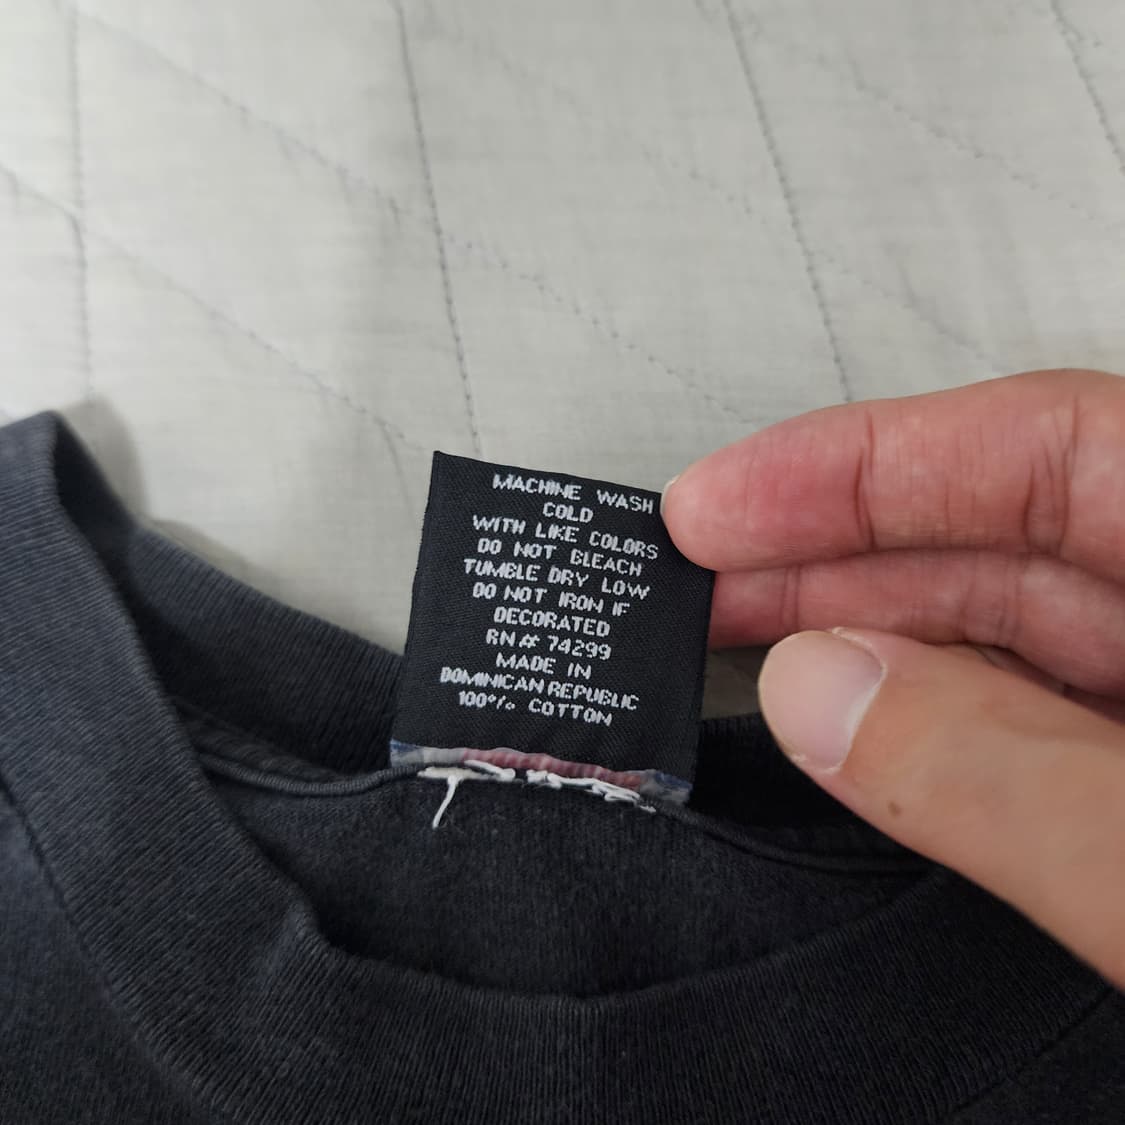 MACHINE WASH
COLD
WITH LIKE COLORS
DO NOT BLEACH
TUMBLE DRY LOW
DO NOT IRON IF
DECORATED
RN# 74299
MADE IN
DOMINICAN REPUBLIC
100% COTTON